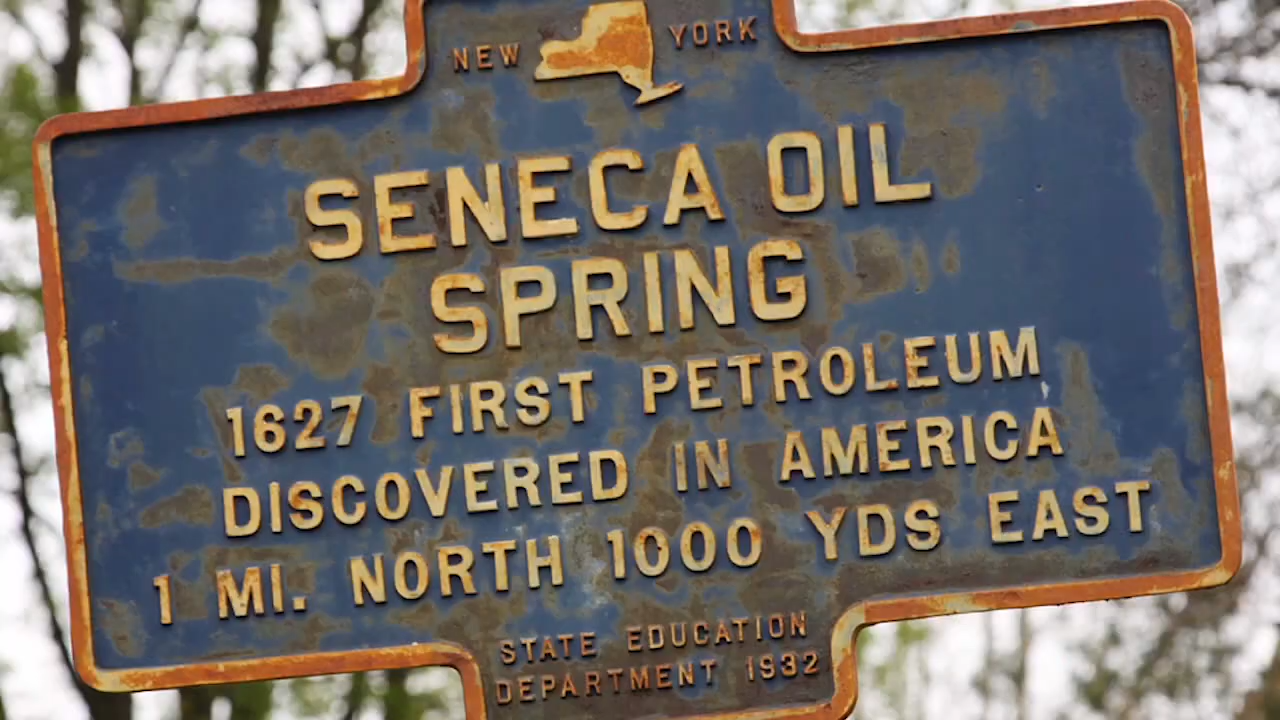 NEW YORK
SENECA OIL
SPRING
1627 FIRST PETROLEUM
DISCOVERED IN AMERICA
1 MI. NORTH 1000 YDS EAST
STATE EDUCATION
DEPARTMENT 1932